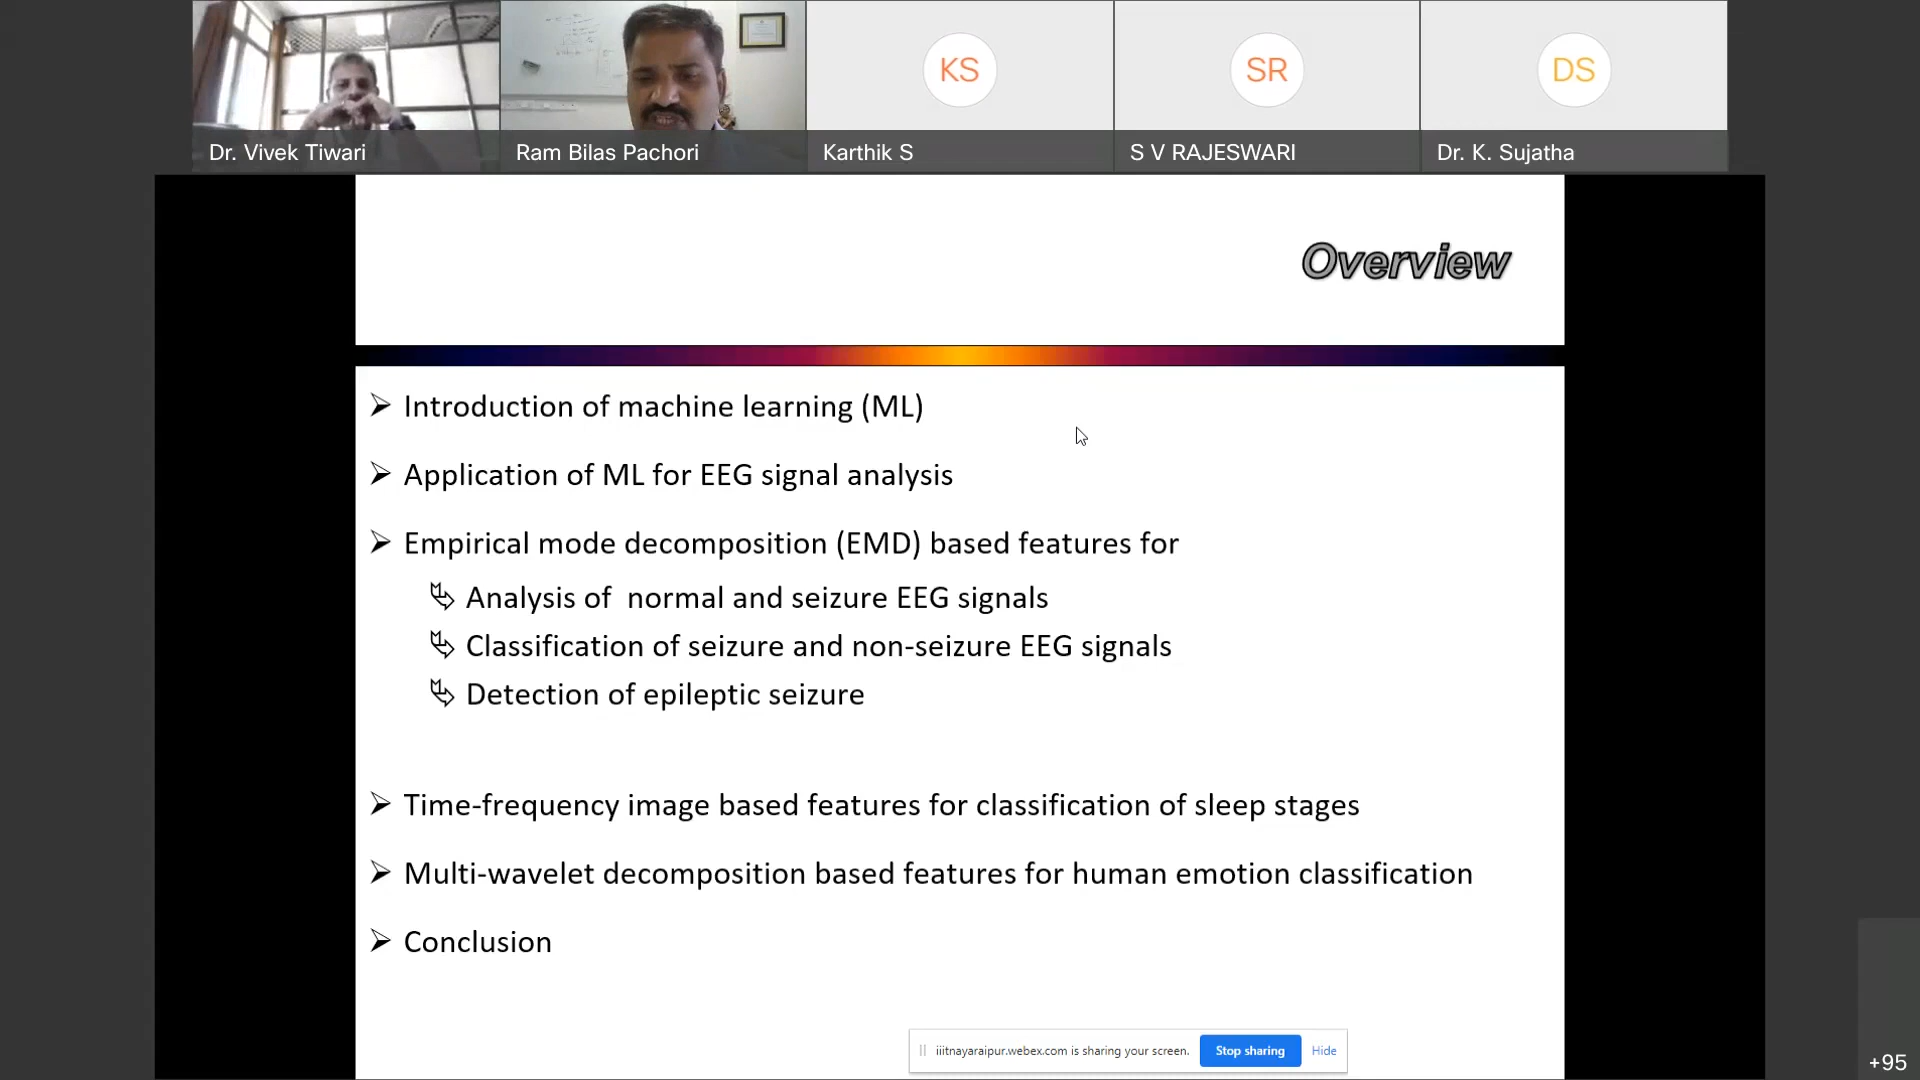 KS
SR
DS
Dr. Vivek Tiwari
Ram Bilas Pachori
Karthik S
S V RAJESWARI
Dr. K. Sujatha
Overview
Introduction of machine learning (ML)
Application of ML for EEG signal analysis
Empirical mode decomposition (EMD) based features for
Analysis of  normal and seizure EEG signals
Classification of seizure and non-seizure EEG signals
Detection of epileptic seizure
Time-frequency image based features for classification of sleep stages
Multi-wavelet decomposition based features for human emotion classification
Conclusion
iiitnayaraipur.webex.com is sharing your screen.
Stop sharing
Hide
+95